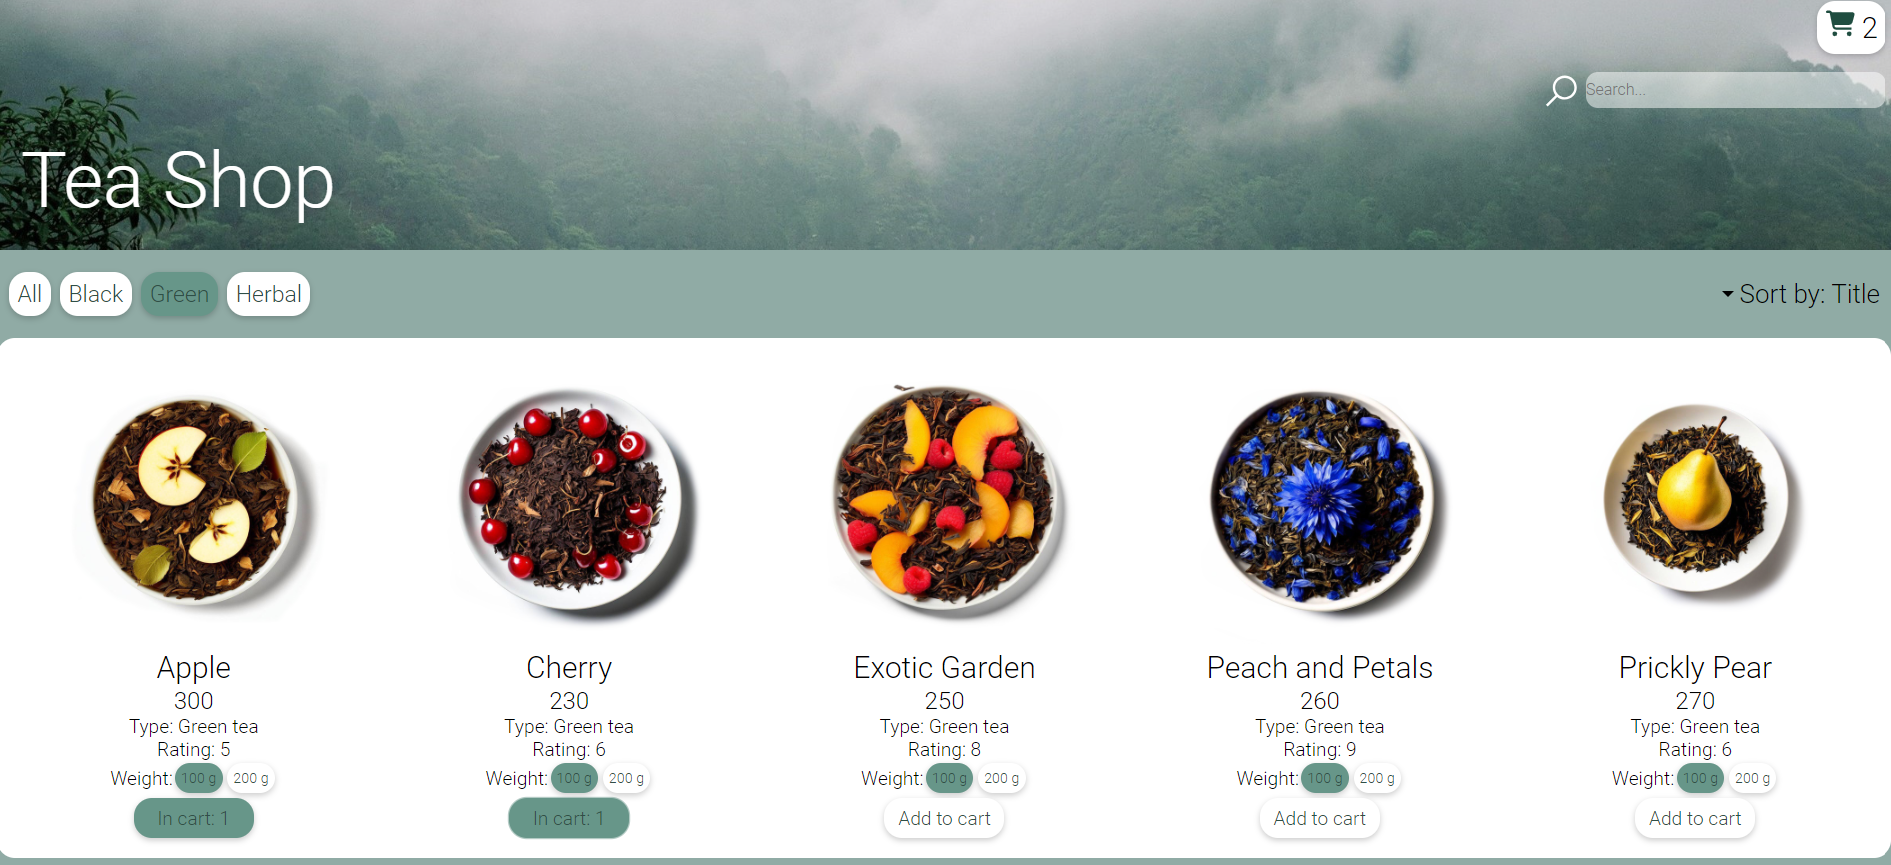 2
Search...
Tea Shop
All Black Green Herbal Sort by: Title
Apple Cherry Exotic Garden Peach and Petals Prickly Pear
300 230 250 260 270
Type: Green tea Type: Green tea Type: Green tea Type: Green tea Type: Green tea
Rating: 5 Rating: 6 Rating: 8 Rating: 9 Rating: 6
Weight: 100 g 200 g Weight: 100 g 200 g Weight: 100 g 200 g Weight: 100 g 200 g Weight: 100 g 200 g
In cart: 1 In cart: 1 Add to cart Add to cart Add to cart